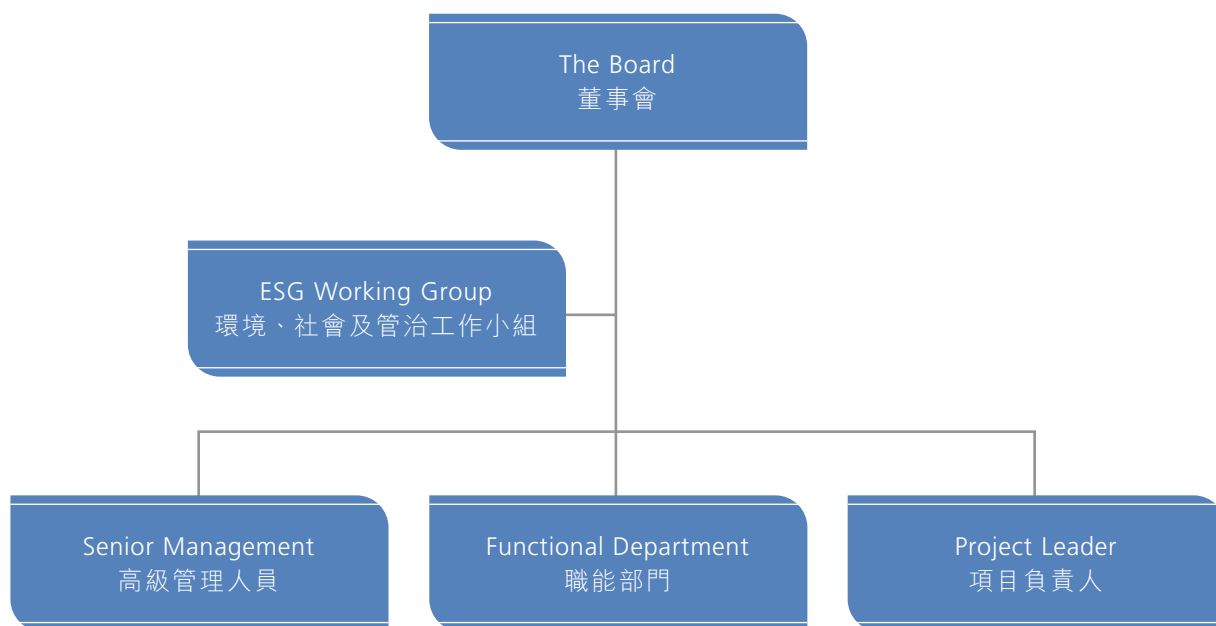 The Board
董事會
ESG Working Group
環境、社會及管治工作小組
Senior Management
高級管理人員
Functional Department
職能部門
Project Leader
項目負責人